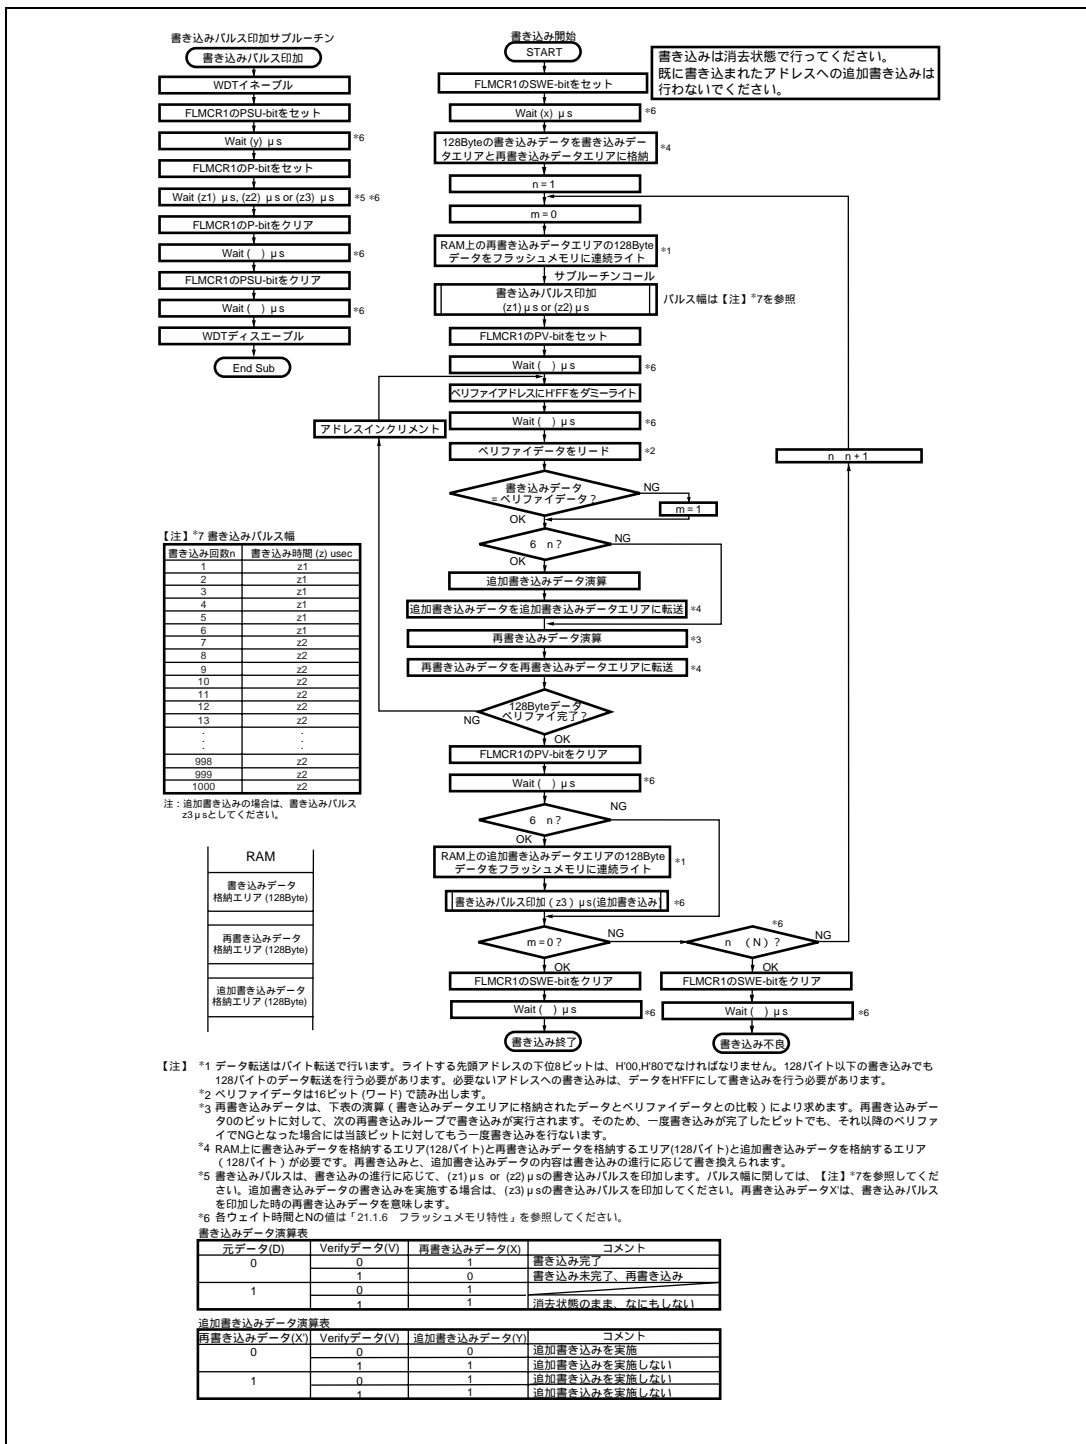 書き込みパルス印加サブルーチン
書き込みパルス印加
WDTイネーブル
FLMCR1のPSU-bitをセット
Wait (y) μs *6
FLMCR1のP-bitをセット
Wait (z1) μs, (z2) μs or (z3) μs *5 *6
FLMCR1のP-bitをクリア
Wait ( ) μs *6
FLMCR1のPSU-bitをクリア
Wait ( ) μs *6
WDTディスエーブル
End Sub
書き込み開始
START
書き込みは消去状態で行ってください。
既に書き込まれたアドレスへの追加書き込みは
行わないでください。
FLMCR1のSWE-bitをセット
Wait (x) μs *6
128Byteの書き込みデータを書き込みデー
タエリアと再書き込みデータエリアに格納 *4
n = 1
m = 0
RAM上の再書き込みデータエリアの128Byte
データをフラッシュメモリに連続ライト *1
サブルーチンコール
書き込みパルス印加
(z1) μs or (z2) μs
パルス幅は【注】*7を参照
FLMCR1のPV-bitをセット
Wait ( ) μs *6
ベリファイアドレスにH'FFをダミーライト
Wait ( ) μs *6
アドレスインクリメント
ベリファイデータをリード *2
n n + 1
書き込みデータ
= ベリファイデータ?
NG
m = 1
OK
6 n ?
NG
OK
追加書き込みデータ演算
追加書き込みデータを追加書き込みデータエリアに転送 *4
再書き込みデータ演算 *3
再書き込みデータを再書き込みデータエリアに転送 *4
128Byteデータ
ベリファイ完了?
NG
OK
FLMCR1のPV-bitをクリア
Wait ( ) μs *6
6 n ?
NG
OK
RAM上の追加書き込みデータエリアの128Byte
データをフラッシュメモリに連続ライト *1
書き込みパルス印加 ( z3 ) μs(追加書き込み) *6
m = 0 ?
NG
*6
n ( N ) ?
NG
OK
OK
FLMCR1のSWE-bitをクリア
FLMCR1のSWE-bitをクリア
Wait ( ) μs *6
Wait ( ) μs *6
書き込み終了
書き込み不良
【注】*7 書き込みパルス幅
書き込み回数n 書き込み時間 (z) usec
1 z1
2 z1
3 z1
4 z1
5 z1
6 z1
7 z2
8 z2
9 z2
10 z2
11 z2
12 z2
13 z2
: :
998 z2
999 z2
1000 z2
注:追加書き込みの場合は、書き込みパルス
z3 μsとしてください。
RAM
書き込みデータ
格納エリア (128Byte)
再書き込みデータ
格納エリア (128Byte)
追加書き込みデータ
格納エリア (128Byte)
【注】 *1 データ転送はバイト転送で行います。ライトする先頭アドレスの下位8ビットは、H'00,H'80でなければなりません。128バイト以下の書き込みでも
128バイトのデータ転送を行う必要があります。必要ないアドレスへの書き込みは、データをH'FFにして書き込みを行う必要があります。
*2 ベリファイデータは16ビット (ワード) で読み出します。
*3 再書き込みデータは、下表の演算 ( 書き込みデータエリアに格納されたデータとベリファイデータとの比較 ) により求めます。再書き込みデー
タ0のビットに対して、次の再書き込みループで書き込みが実行されます。そのため、一度書き込みが完了したビットでも、それ以降のベリファ
イでNGとなった場合には当該ビットに対してもう一度書き込みを行ないます。
*4 RAM上に書き込みデータを格納するエリア(128バイト)と再書き込みデータを格納するエリア(128バイト)と追加書き込みデータを格納するエリア
( 128バイト ) が必要です。再書き込みと、追加書き込みデータの内容は書き込みの進行に応じて書き換えられます。
*5 書き込みパルスは、書き込みの進行に応じて、(z1) μs or (z2) μsの書き込みパルスを印加します。パルス幅に関しては、【注】*7を参照してくだ
さい。追加書き込みデータの書き込みを実施する場合は、(z3) μsの書き込みパルスを印加してください。再書き込みデータX'は、書き込みパルス
を印加した時の再書き込みデータを意味します。
*6 各ウェイト時間とNの値は「21.1.6 フラッシュメモリ特性」を参照してください。
書き込みデータ演算表
元データ(D) Verifyデータ(V) 再書き込みデータ(X) コメント
0 0 1 書き込み完了
1 0 書き込み未完了、再書き込み
1 0 1
1 1 消去状態のまま、なにもしない
追加書き込みデータ演算表
再書き込みデータ(X') Verifyデータ(V) 追加書き込みデータ(Y) コメント
0 0 0 追加書き込みを実施
1 1 追加書き込みを実施しない
1 0 1 追加書き込みを実施しない
1 1 追加書き込みを実施しない